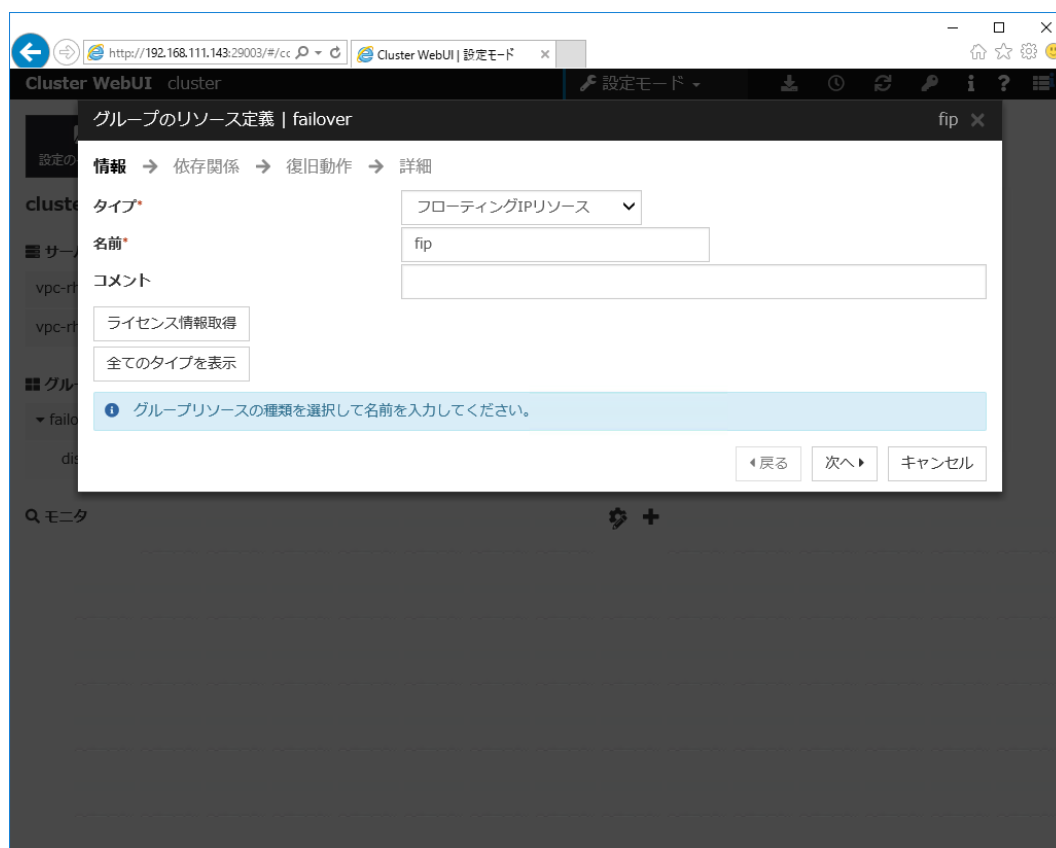 http://192.168.111.143:29003/#/cc
Cluster WebUI | 設定モード
Cluster WebUI cluster
設定モード
グループのリソース定義 | failover
fip
設定の
情報 → 依存関係 → 復旧動作 → 詳細
cluste
タイプ*
フローティングIPリソース
サー
名前*
fip
vpc-rh
コメント
vpc-rh
ライセンス情報取得
全てのタイプを表示
グルー
failo
グループリソースの種類を選択して名前を入力してください。
dis
戻る
次へ
キャンセル
モニタ